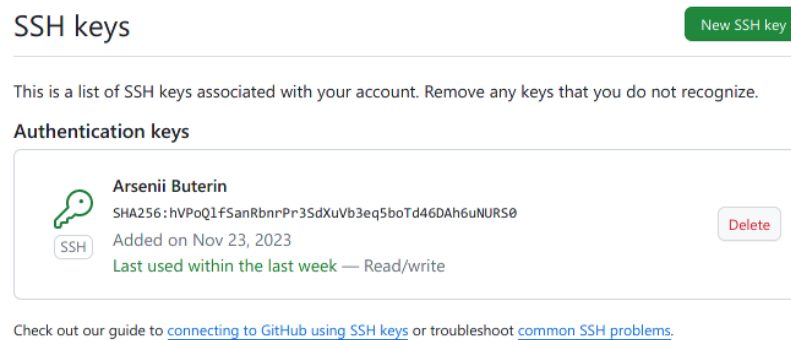 SSH keys
New SSH key
This is a list of SSH keys associated with your account. Remove any keys that you do not recognize.
Authentication keys
Arsenii Buterin
SHA256:hVPoQlfSanRbnrPr3SdXuVb3eq5boTd46DAh6uNURS0
SSH
Added on Nov 23, 2023
Last used within the last week — Read/write
Delete
Check out our guide to connecting to GitHub using SSH keys or troubleshoot common SSH problems.